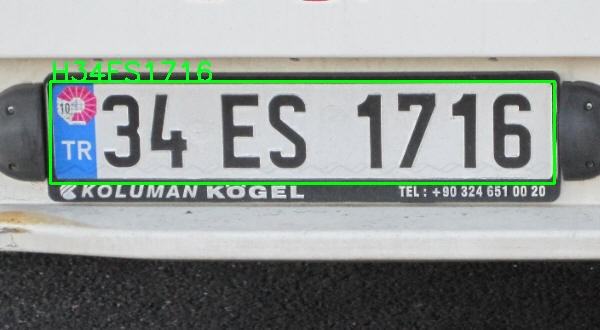 H34ES1716
10
TR 34 ES 1716
KOLUMAN KÖGEL TEL : +90 324 651 00 20